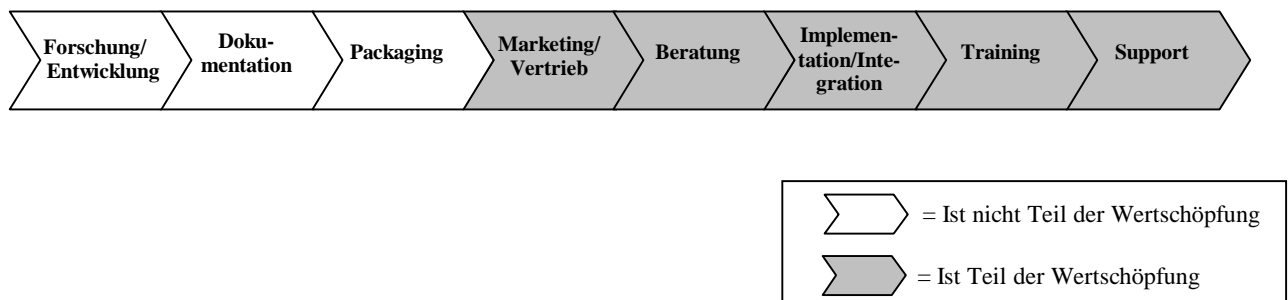 Forschung/
Entwicklung
Doku-
mentation
Packaging
Marketing/
Vertrieb
Beratung
Implemen-
tation/Inte-
gration
Training
Support
= Ist nicht Teil der Wertschöpfung
= Ist Teil der Wertschöpfung